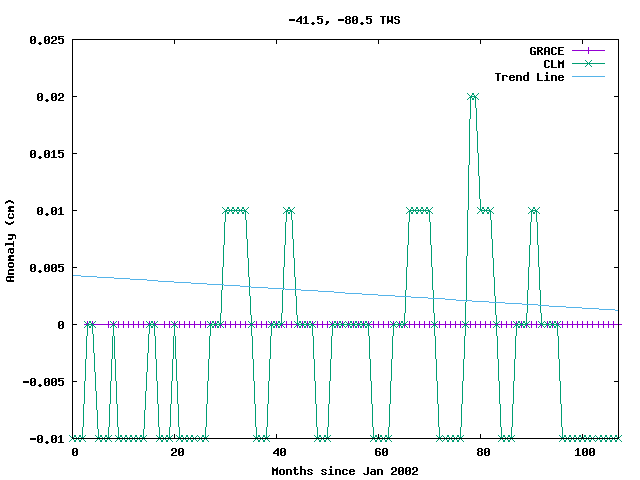 -41.5, -80.5 TWS
GRACE
CLM
Trend Line
0.025
0.02
0.015
0.01
0.005
0
-0.005
-0.01
Anomaly (cm)
0 20 40 60 80 100
Months since Jan 2002